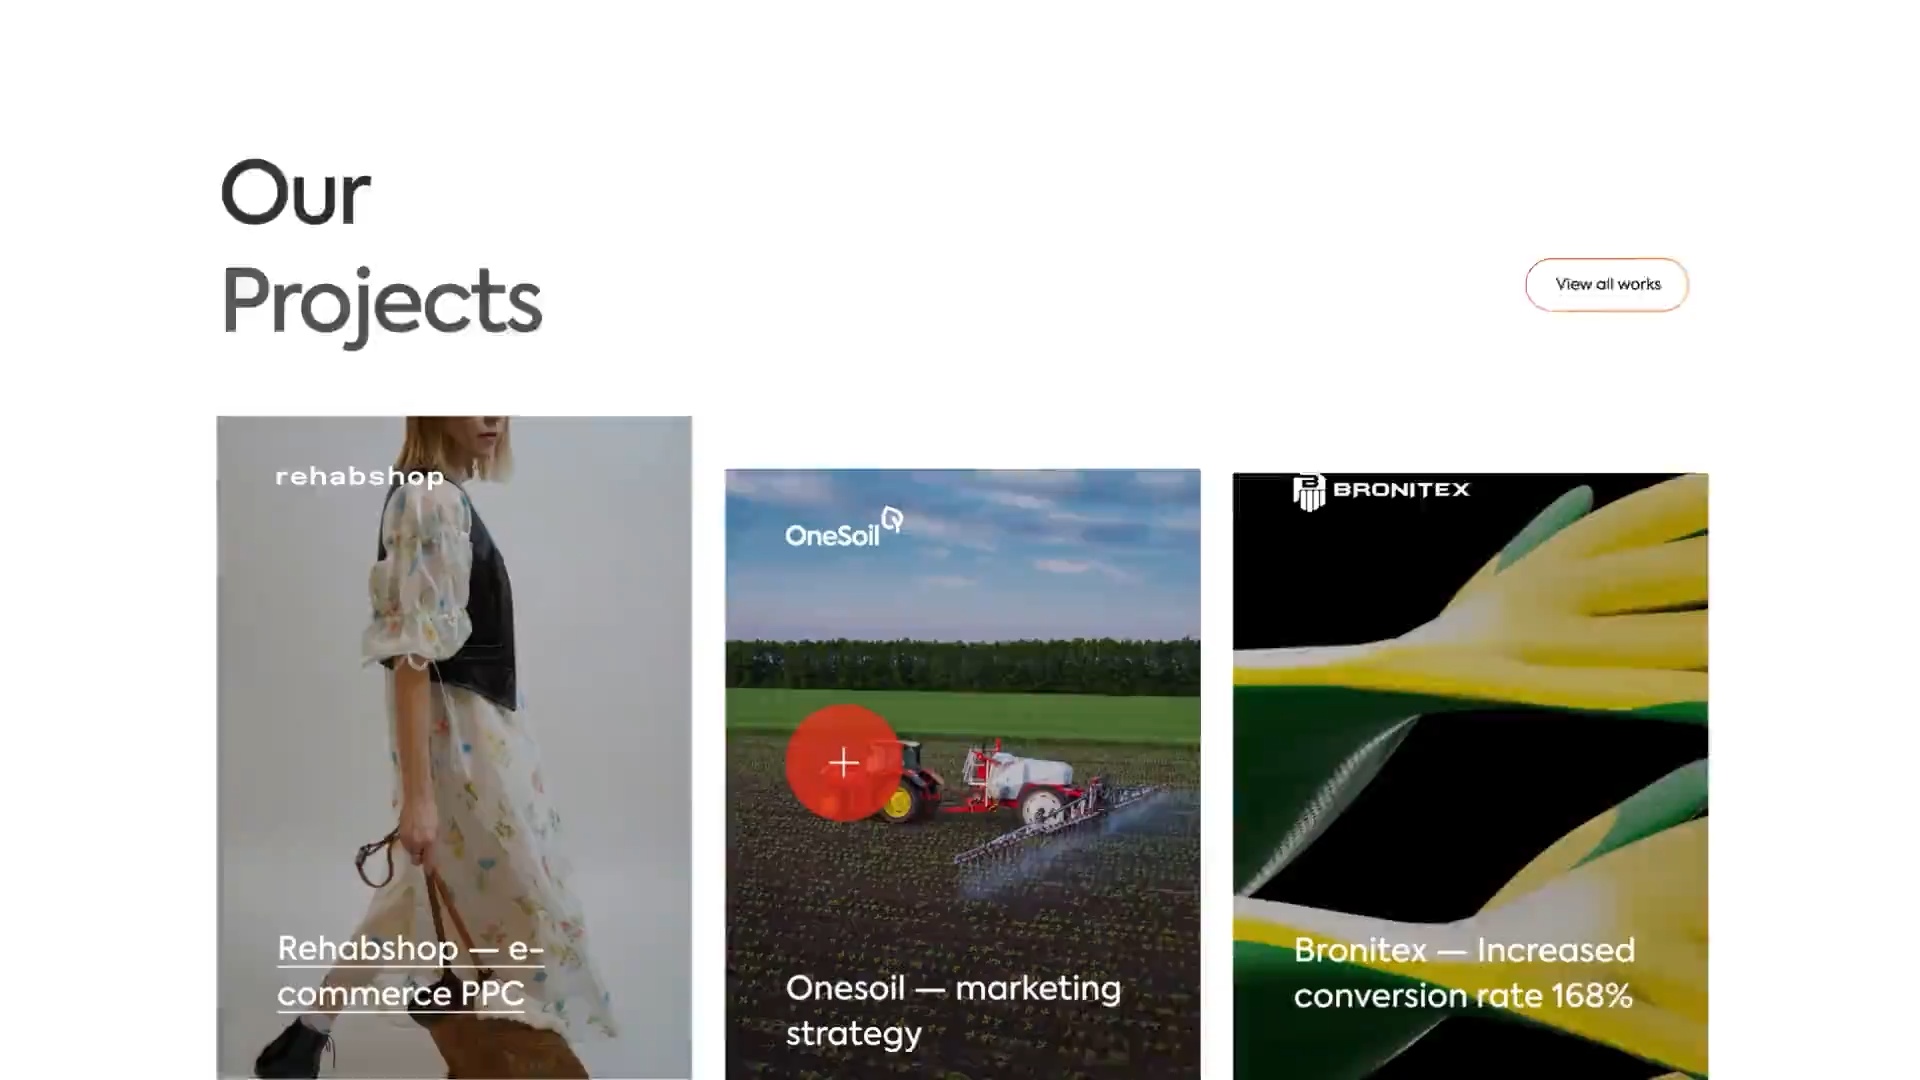 Our
Projects
View all works
rehabshop
Rehabshop — e-
commerce PPC
OneSoil
Onesoil — marketing
strategy
BRONITEX
Bronitex — Increased
conversion rate 168%